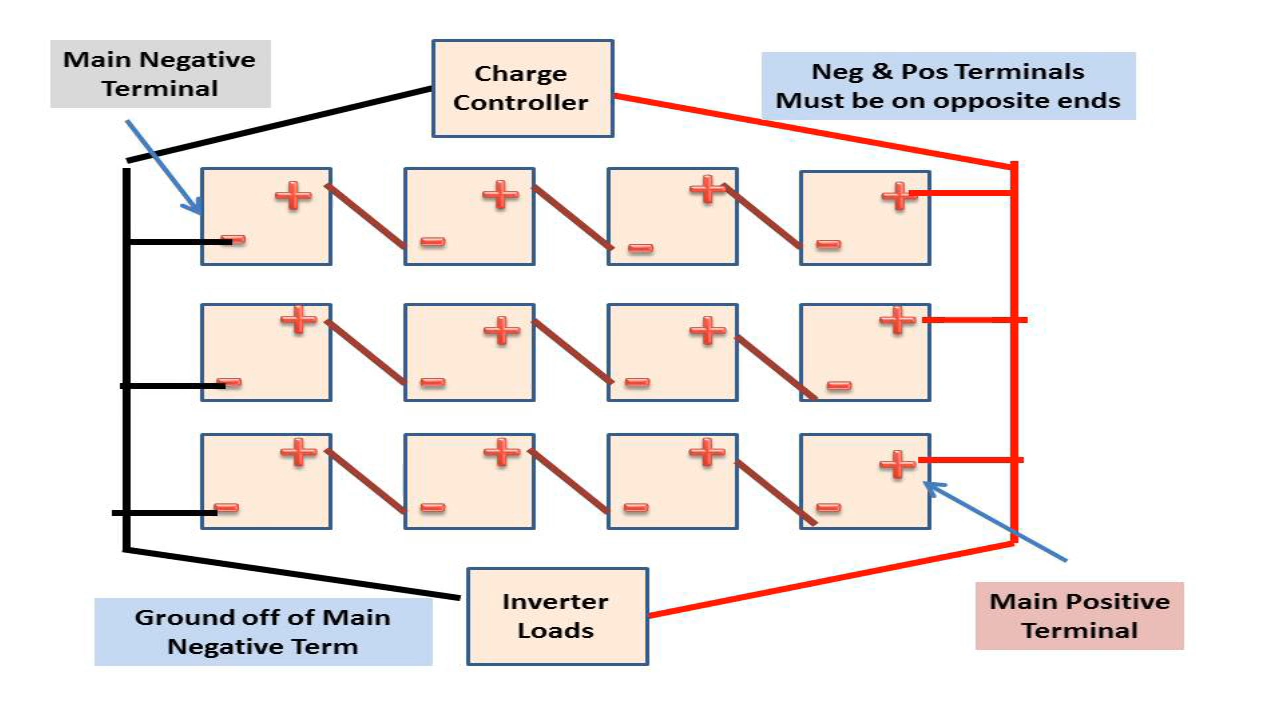 Main Negative
Terminal
Charge
Controller
Neg & Pos Terminals
Must be on opposite ends
+ + + +
- - - -
+ + + +
- - - -
+ + + +
- - - -
Ground off of Main
Negative Term
Inverter
Loads
Main Positive
Terminal